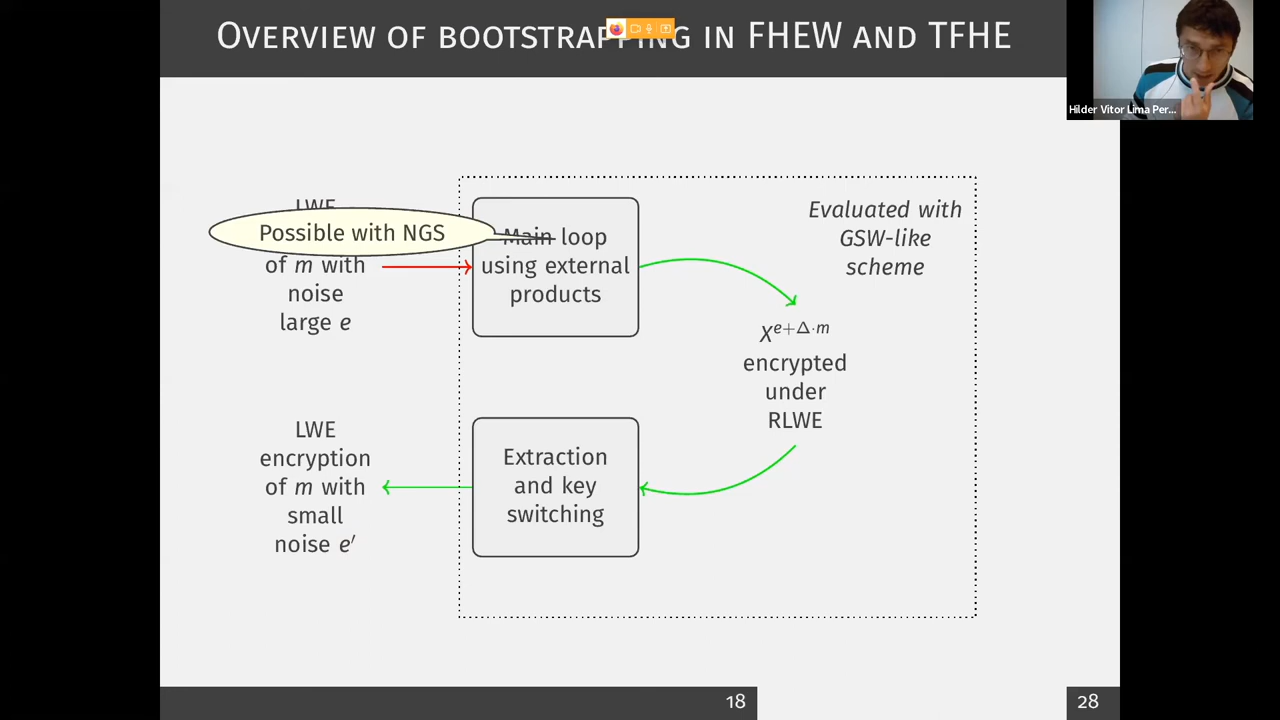 OVERVIEW OF BOOTSTRAPPING IN FHEW AND TFHE
Hilder Vitor Lima Per...
LWE
Possible with NGS
of m with
noise
large e
Main loop
using external
products
Evaluated with
GSW-like
scheme
X^{e+Δ·m}
encrypted
under
RLWE
LWE
encryption
of m with
small
noise e′
Extraction
and key
switching
18
28